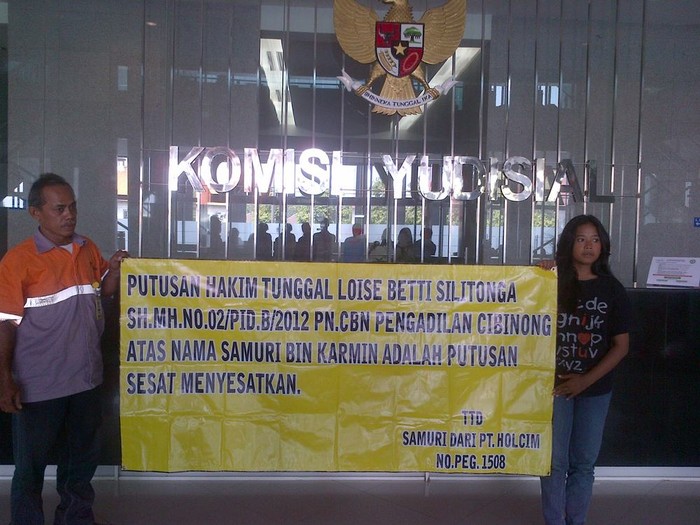 BHINNEKA TUNGGAL IKA
KOMISI YUDISIAL
PUTUSAN HAKIM TUNGGAL LOISE BETTI SILITONGA
SH.MH.NO.02/PID.B/2012 PN.CBN PENGADILAN CIBINONG
ATAS NAMA SAMURI BIN KARMIN ADALAH PUTUSAN
SESAT MENYESATKAN.
TTD
SAMURI DARI PT.HOLCIM
NO.PEG. 1508